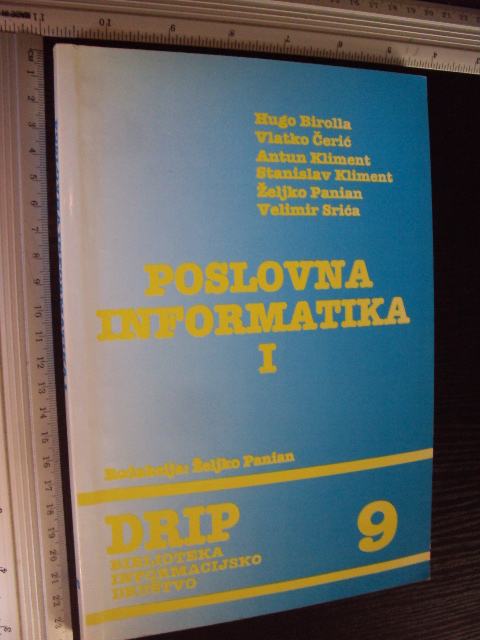 Hugo Birolla
Vlatko Čerić
Antun Kliment
Stanislav Kliment
Željko Panian
Velimir Srića
POSLOVNA
INFORMATIKA
I
Redakcija: Željko Panian
DRIP
BIBLIOTEKA
INFORMACIJSKO
DRUŠTVO
9